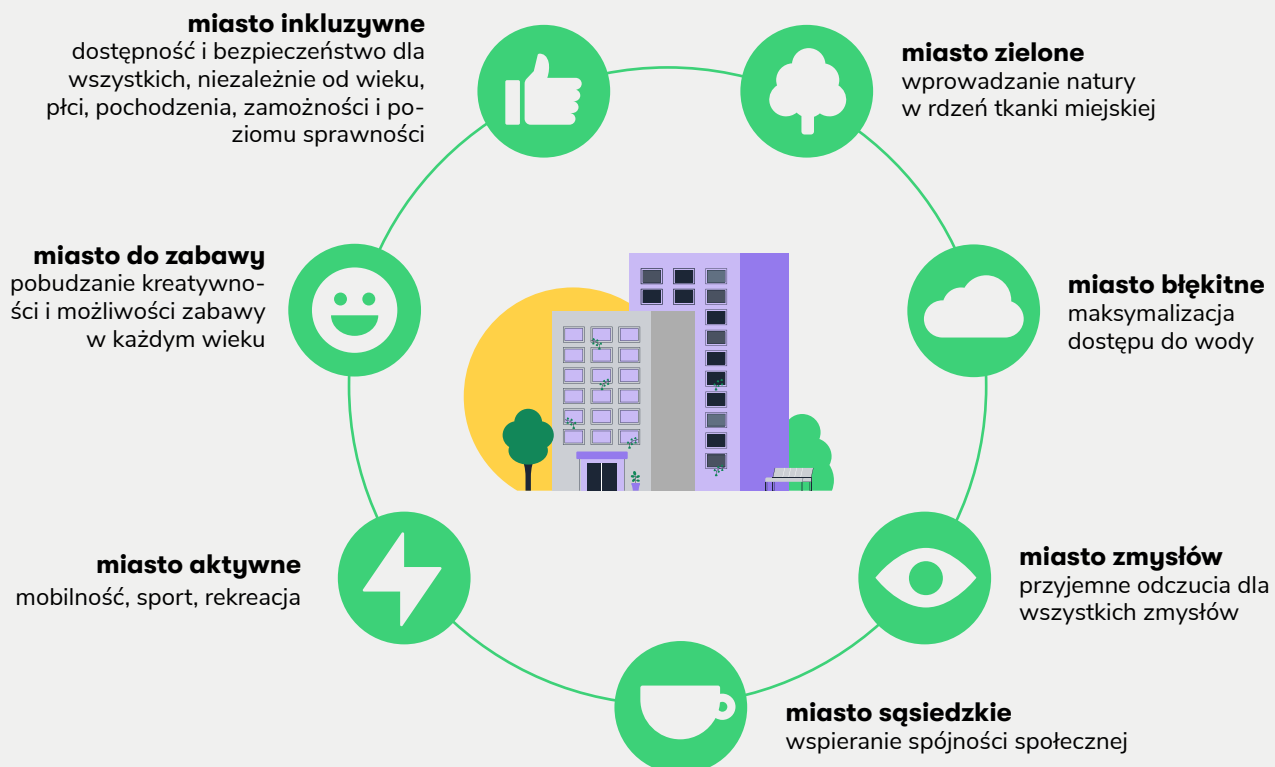 miasto inkluzywne
dostępność i bezpieczeństwo dla
wszystkich, niezależnie od wieku,
płci, pochodzenia, zamożności i po-
ziomu sprawności
miasto zielone
wprowadzanie natury
w rdzeń tkanki miejskiej
miasto do zabawy
pobudzanie kreatywno-
ści i możliwości zabawy
w każdym wieku
miasto błękitne
maksymalizacja
dostępu do wody
miasto aktywne
mobilność, sport, rekreacja
miasto zmysłów
przyjemne odczucia dla
wszystkich zmysłów
miasto sąsiedzkie
wspieranie spójności społecznej